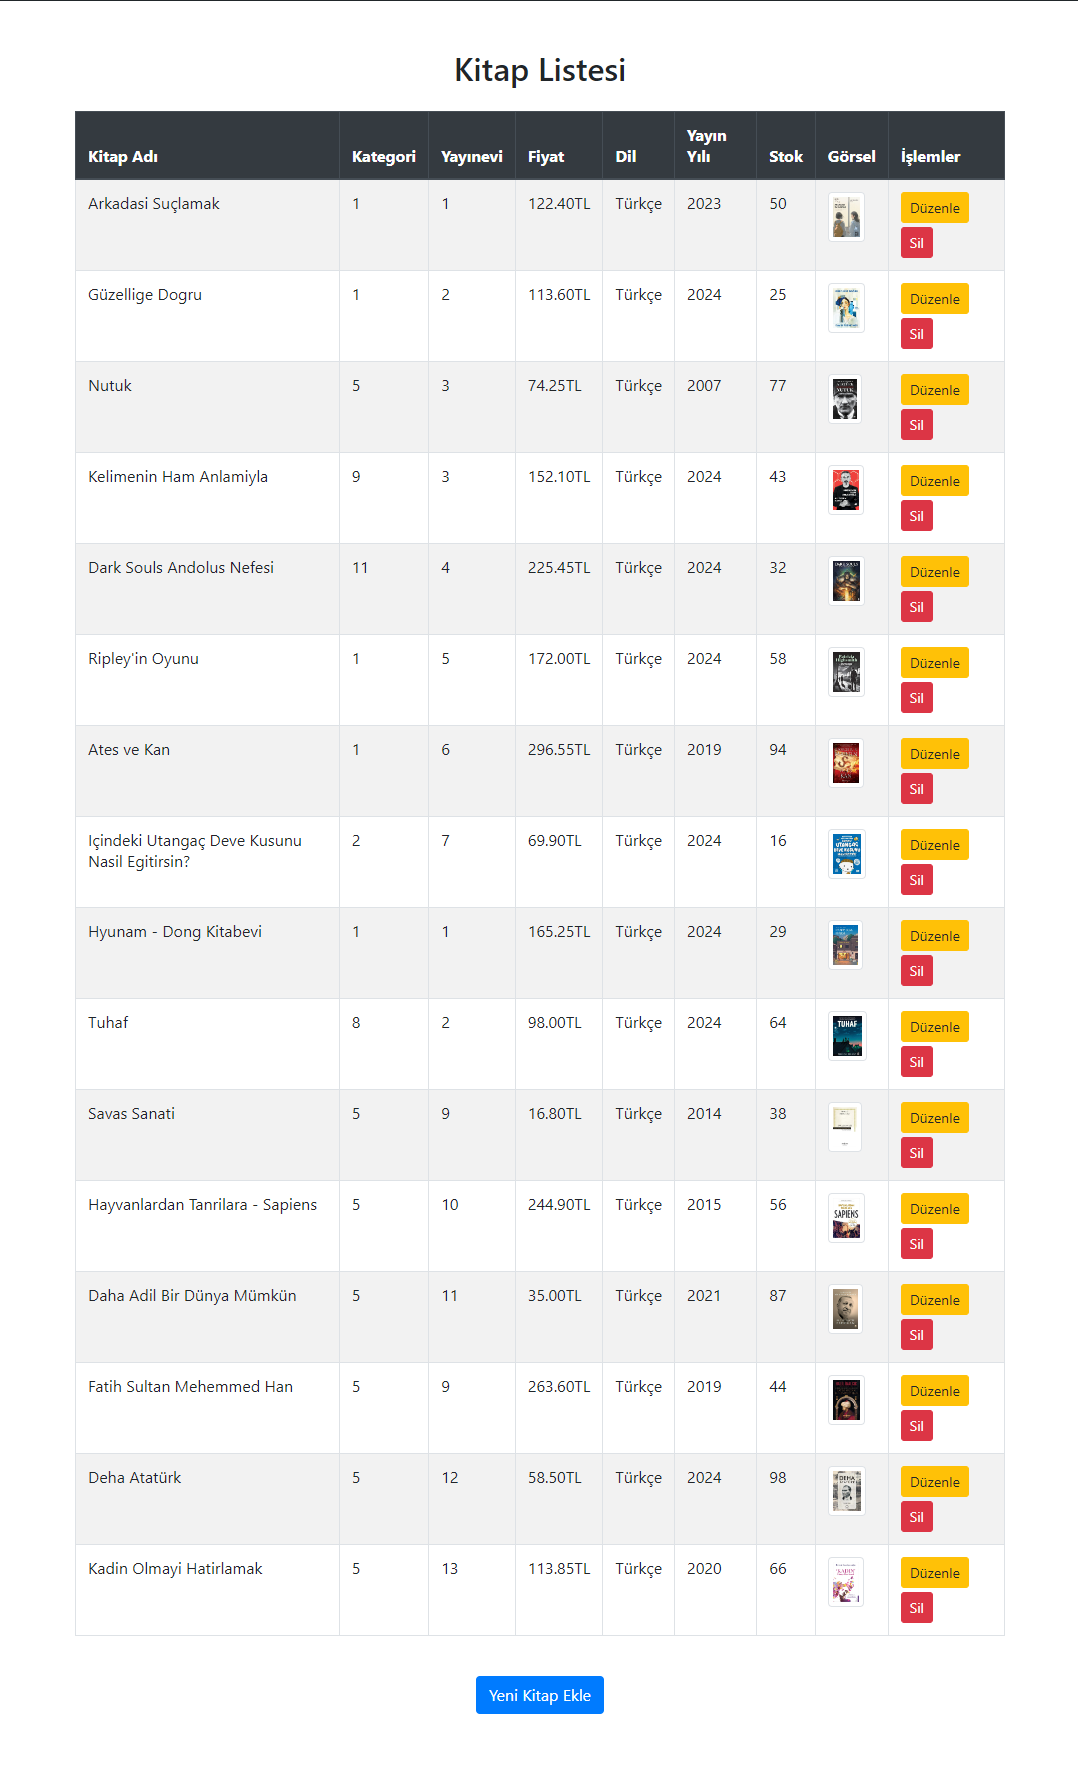 Kitap Listesi
Kitap Adı Kategori Yayınevi Fiyat Dil Yayın Yılı Stok Görsel İşlemler
Arkadasi Suçlamak 1 1 122.40TL Türkçe 2023 50 Düzenle
Sil
Güzellige Dogru 1 2 113.60TL Türkçe 2024 25 Düzenle
Sil
Nutuk 5 3 74.25TL Türkçe 2007 77 NUTUK Düzenle
Sil
Kelimenin Ham Anlamiyla 9 3 152.10TL Türkçe 2024 43 Düzenle
Sil
Dark Souls Andolus Nefesi 11 4 225.45TL Türkçe 2024 32 DARK SOULS Düzenle
Sil
Ripley'in Oyunu 1 5 172.00TL Türkçe 2024 58 Düzenle
Sil
Ates ve Kan 1 6 296.55TL Türkçe 2019 94 KAN Düzenle
Sil
Içindeki Utangaç Deve Kusunu 2 7 69.90TL Türkçe 2024 16 UTANGAÇ DEVE KUSUNU Düzenle
Nasil Egitirsin?
Sil
Hyunam - Dong Kitabevi 1 1 165.25TL Türkçe 2024 29 Düzenle
Sil
Tuhaf 8 2 98.00TL Türkçe 2024 64 TUHAF Düzenle
Sil
Savas Sanati 5 9 16.80TL Türkçe 2014 38 Düzenle
Sil
Hayvanlardan Tanrilara - Sapiens 5 10 244.90TL Türkçe 2015 56 SAPIENS Düzenle
Sil
Daha Adil Bir Dünya Mümkün 5 11 35.00TL Türkçe 2021 87 Düzenle
Sil
Fatih Sultan Mehemmed Han 5 9 263.60TL Türkçe 2019 44 Düzenle
Sil
Deha Atatürk 5 12 58.50TL Türkçe 2024 98 DEHA Düzenle
Sil
Kadin Olmayi Hatirlamak 5 13 113.85TL Türkçe 2020 66 KADIN Düzenle
Sil
Yeni Kitap Ekle